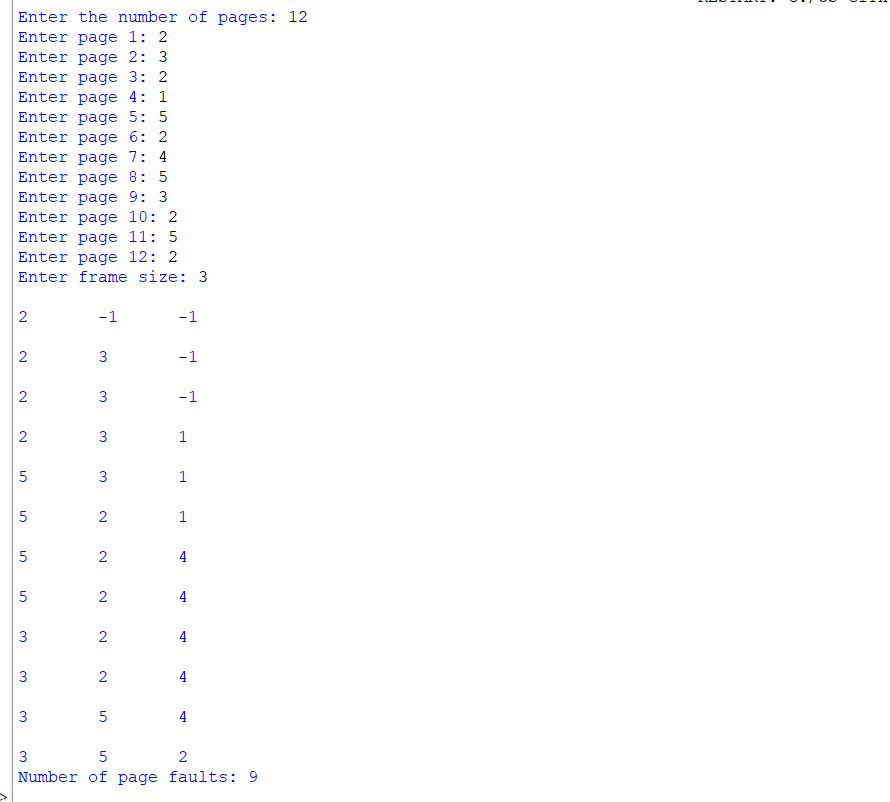 Enter the number of pages: 12
Enter page 1: 2
Enter page 2: 3
Enter page 3: 2
Enter page 4: 1
Enter page 5: 5
Enter page 6: 2
Enter page 7: 4
Enter page 8: 5
Enter page 9: 3
Enter page 10: 2
Enter page 11: 5
Enter page 12: 2
Enter frame size: 3
2 -1 -1
2 3 -1
2 3 -1
2 3 1
5 3 1
5 2 1
5 2 4
5 2 4
3 2 4
3 2 4
3 5 4
3 5 2
Number of page faults: 9
>